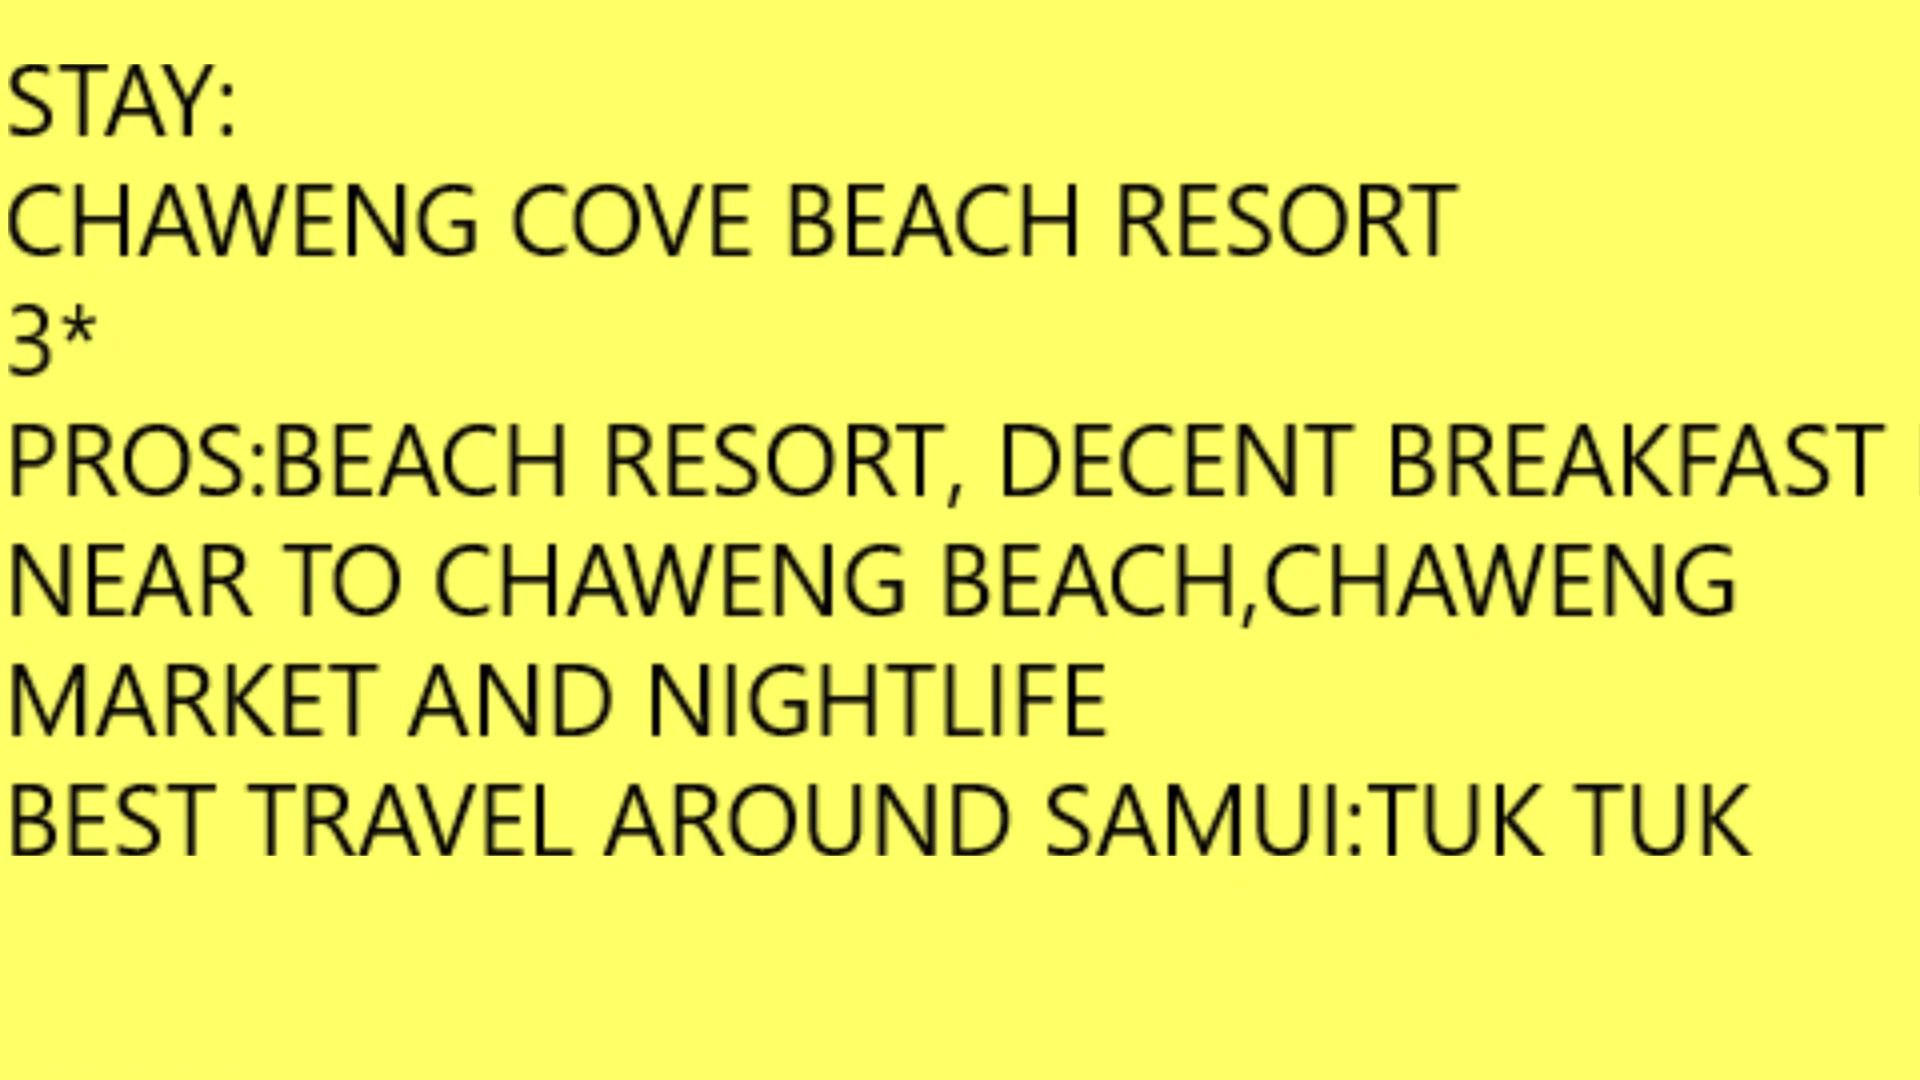 STAY:
CHAWENG COVE BEACH RESORT
3*
PROS:BEACH RESORT, DECENT BREAKFAST
NEAR TO CHAWENG BEACH,CHAWENG
MARKET AND NIGHTLIFE
BEST TRAVEL AROUND SAMUI:TUK TUK